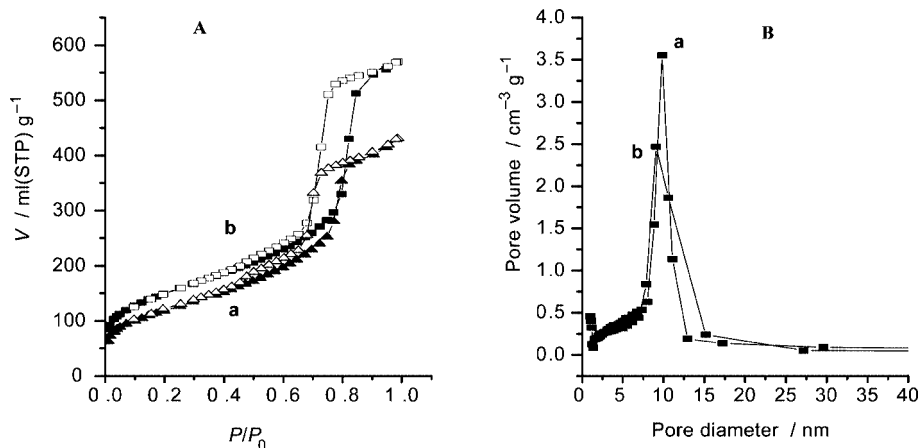 A
600
500
400
300
200
100
0
V / ml(STP) g⁻¹
b
a
0.0 0.2 0.4 0.6 0.8 1.0
P/P₀
B
4.0
3.5
3.0
2.5
2.0
1.5
1.0
0.5
0.0
Pore volume / cm⁻³ g⁻¹
a
b
0 5 10 15 20 25 30 35 40
Pore diameter / nm